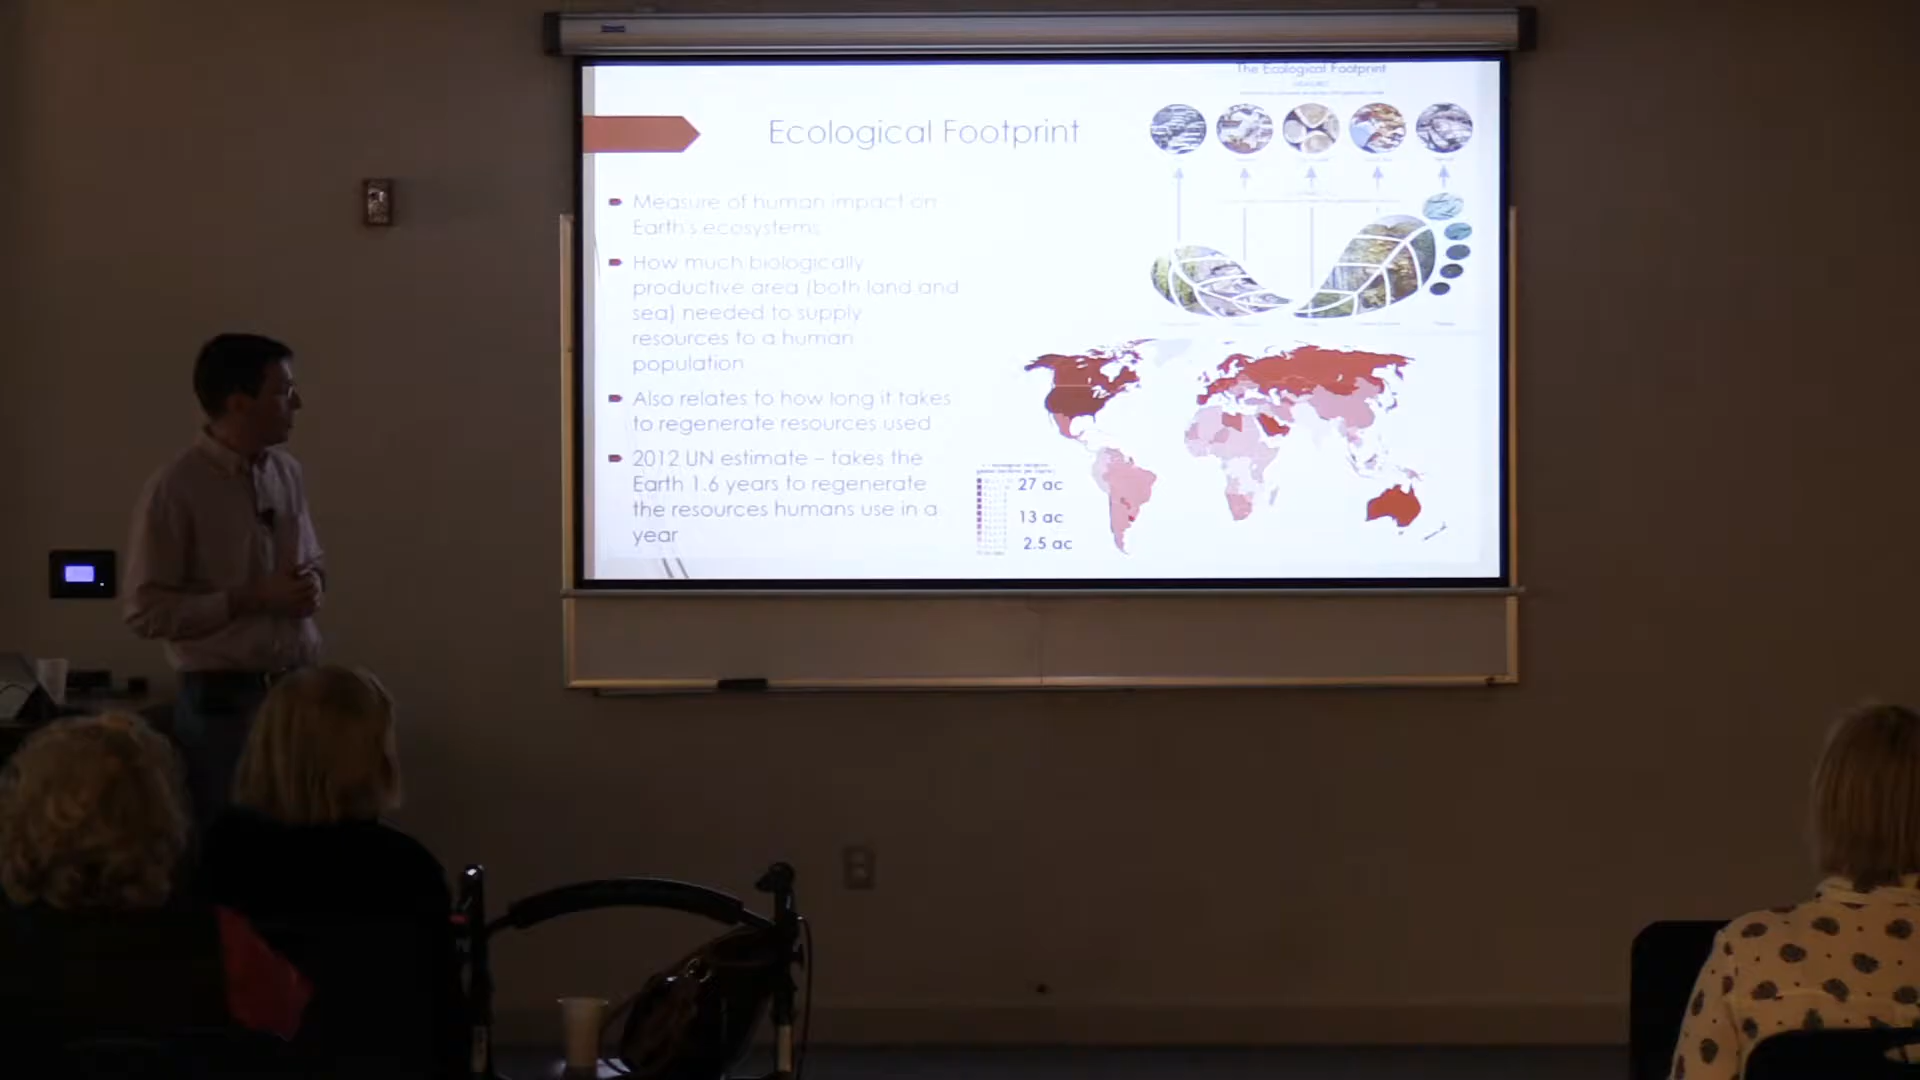 The Ecological Footprint
MEASURES
Ecological Footprint
Measure of human impact on
Earth's ecosystems
How much biologically
productive area (both land and
sea) needed to supply
resources to a human
population
Also relates to how long it takes
to regenerate resources used
2012 UN estimate – takes the
Earth 1.6 years to regenerate
the resources humans use in a
year
27 ac
13 ac
2.5 ac